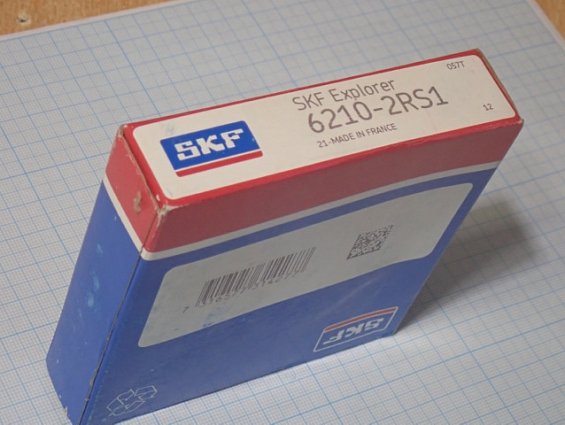 SKF
SKF Explorer
6210-2RS1
21-MADE IN FRANCE
057T
12
SKF